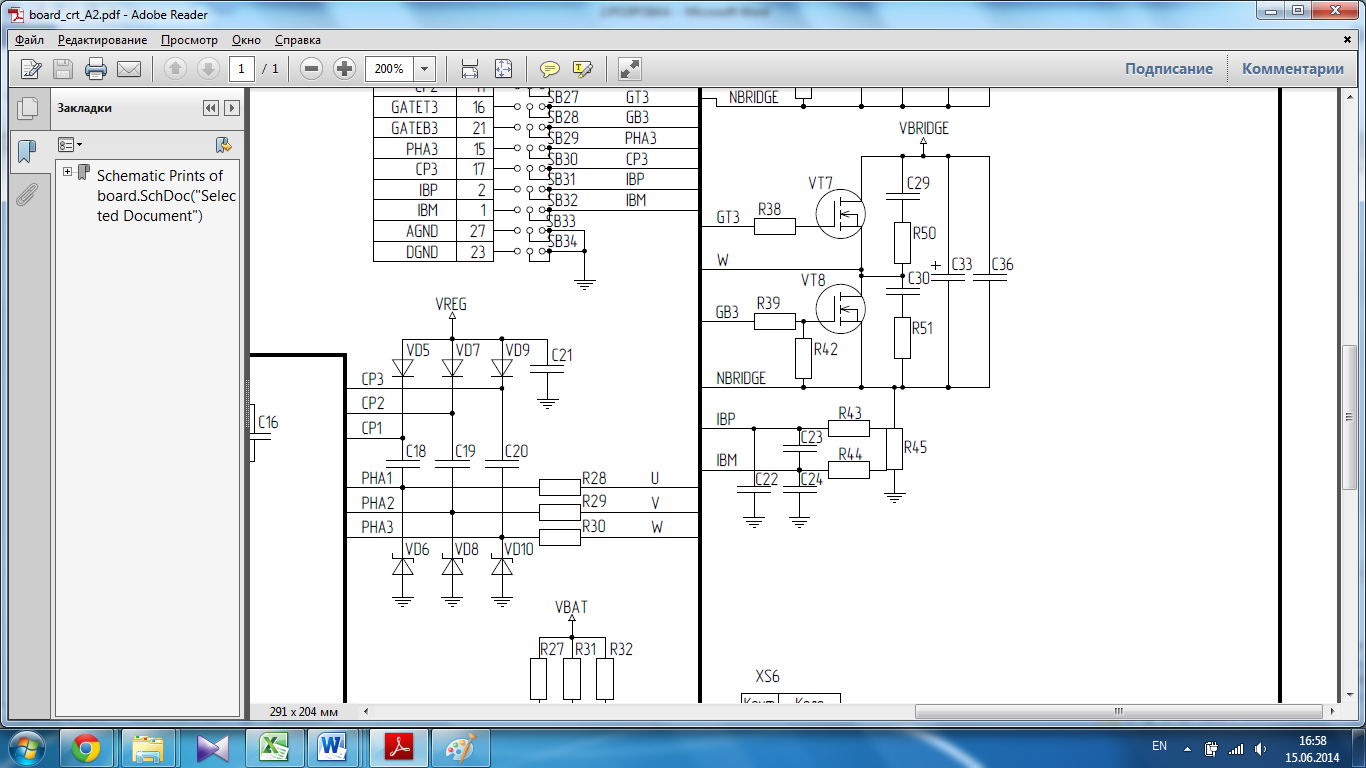 board_crt_A2.pdf - Adobe Reader
Файл Редактирование Просмотр Окно Справка
1 / 1 200% Подписание Комментарии
Закладки
Schematic Prints of
board.SchDoc("Selec
ted Document")
GATET3 16
GATEB3 21
PHA3 15
CP3 17
IBP 2
IBM 1
AGND 27
DGND 23
SB27 GT3
SB28 GB3
SB29 PHA3
SB30 CP3
SB31 IBP
SB32 IBM
SB33
SB34
NBRIDGE
VBRIDGE
VT7
C29
GT3 R38
R50
W
C33 C36
VT8
C30
GB3 R39
R51
R42
NBRIDGE
IBP R43
C23
R45
IBM R44
C22 C24
VREG
VD5 VD7 VD9
C21
CP3
CP2
CP1
C16
C18 C19 C20
PHA1 R28 U
PHA2 R29 V
PHA3 R30 W
VD6 VD8 VD10
VBAT
R27 R31 R32
XS6
291 x 204 мм
EN
16:58
15.06.2014